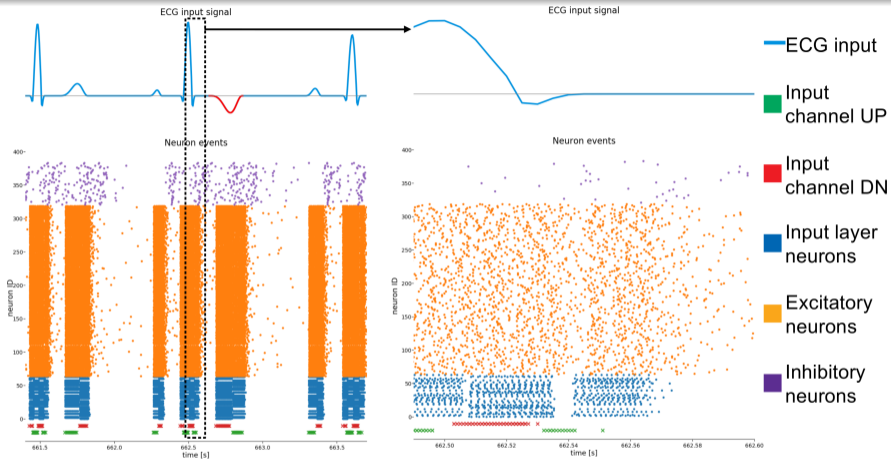 ECG input signal
ECG input signal
ECG input
Input
channel UP
Input
channel DN
Input layer
neurons
Excitatory
neurons
Inhibitory
neurons
Neuron events
400
350
300
250
200
150
100
50
0
neuron ID
661.5
662.0
662.5
663.0
663.5
time [s]
Neuron events
400
350
300
250
200
150
100
50
0
neuron ID
662.50
662.52
662.54
662.56
662.58
662.60
time [s]